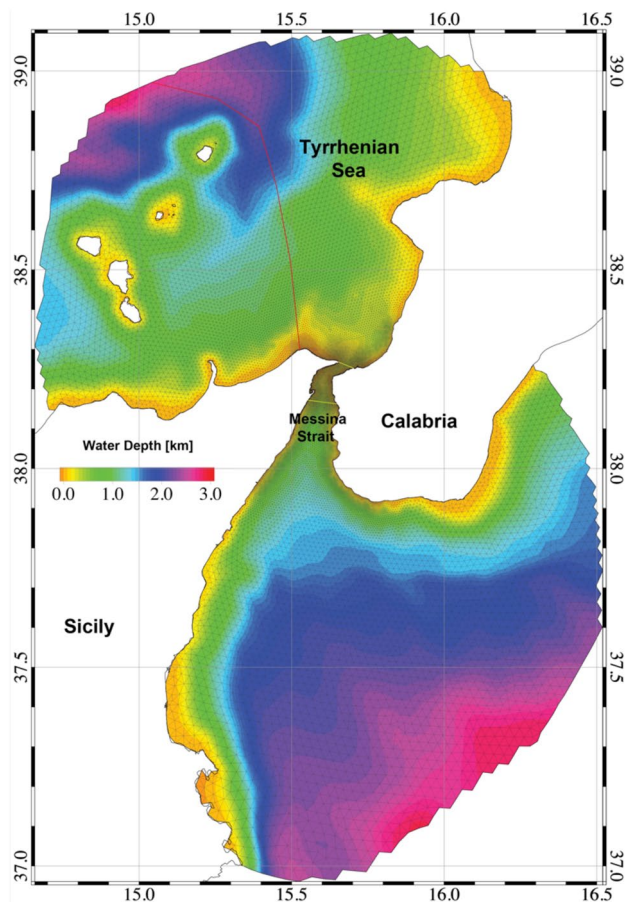 15.0 15.5 16.0 16.5
39.0 39.0
Tyrrhenian
Sea
38.5 38.5
Messina
Strait
Calabria
Water Depth [km]
0.0 1.0 2.0 3.0
38.0 38.0
Sicily
37.5 37.5
37.0 37.0
15.0 15.5 16.0 16.5